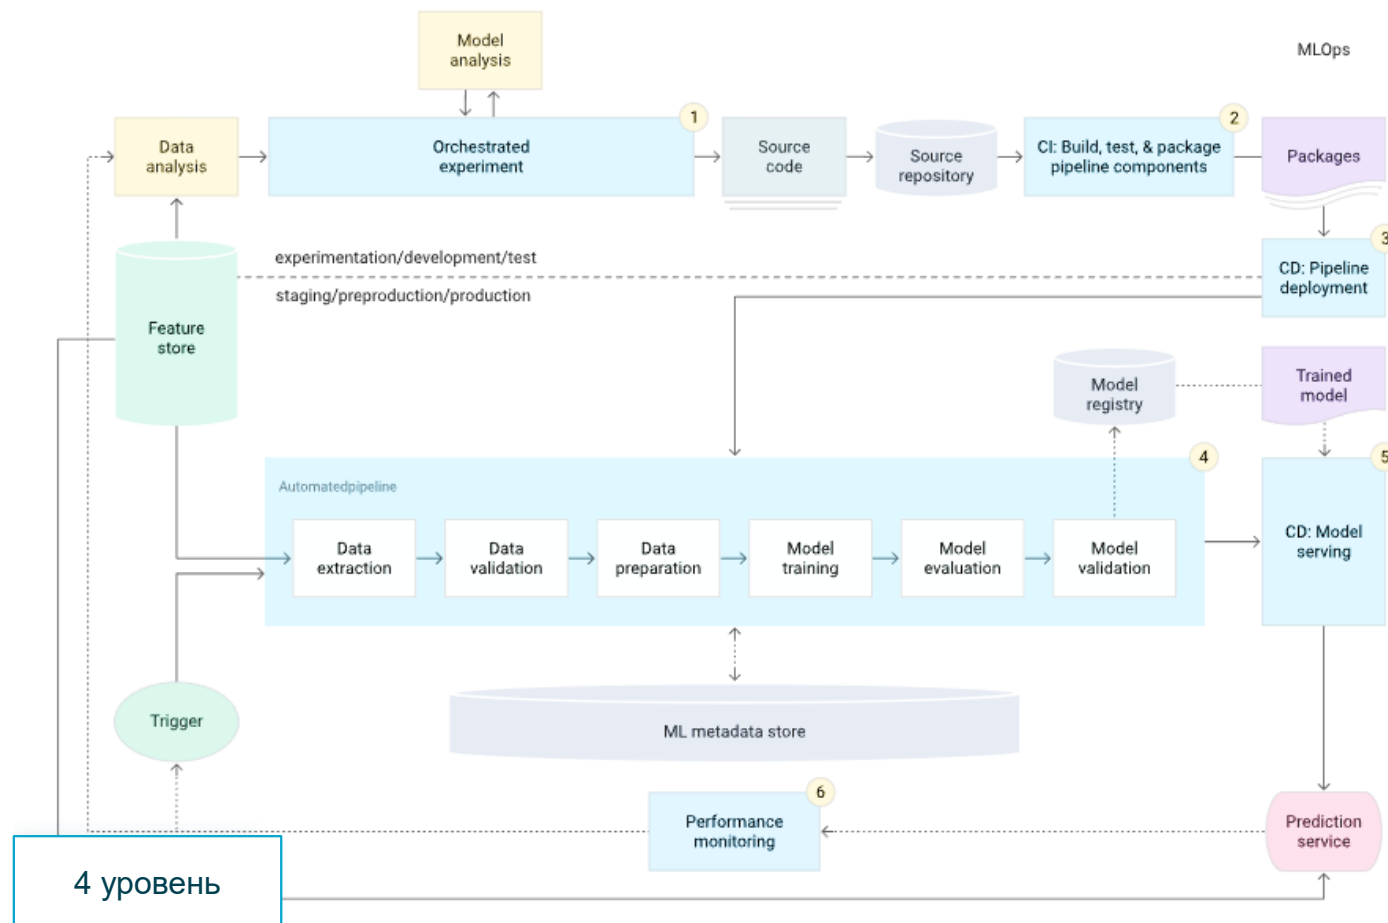 Model
analysis
MLOps
1
2
Data
analysis
Orchestrated
experiment
Source
code
Source
repository
CI: Build, test, & package
pipeline components
Packages
3
experimentation/development/test
staging/preproduction/production
CD: Pipeline
deployment
Feature
store
Model
registry
Trained
model
4
5
Automatedpipeline
Data
extraction
Data
validation
Data
preparation
Model
training
Model
evaluation
Model
validation
CD: Model
serving
Trigger
ML metadata store
6
Performance
monitoring
Prediction
service
4 уровень